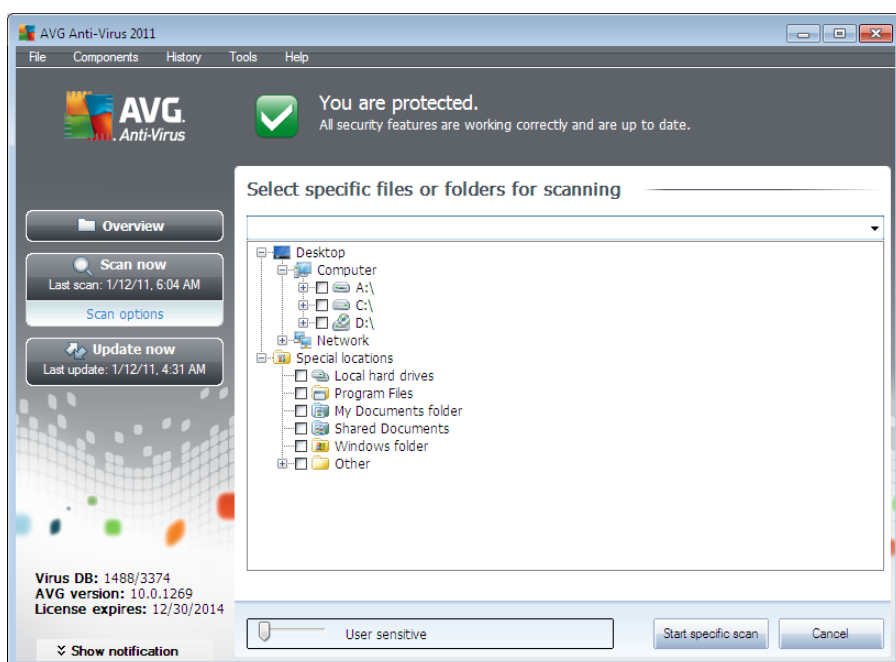 AVG Anti-Virus 2011
File Components History Tools Help
AVG.
Anti-Virus
You are protected.
All security features are working correctly and are up to date.
Select specific files or folders for scanning
Overview
Scan now
Last scan: 1/12/11, 6:04 AM
Scan options
Update now
Last update: 1/12/11, 4:31 AM
Desktop
Computer
A:\
C:\
D:\
Network
Special locations
Local hard drives
Program Files
My Documents folder
Shared Documents
Windows folder
Other
Virus DB: 1488/3374
AVG version: 10.0.1269
License expires: 12/30/2014
Show notification
User sensitive
Start specific scan
Cancel